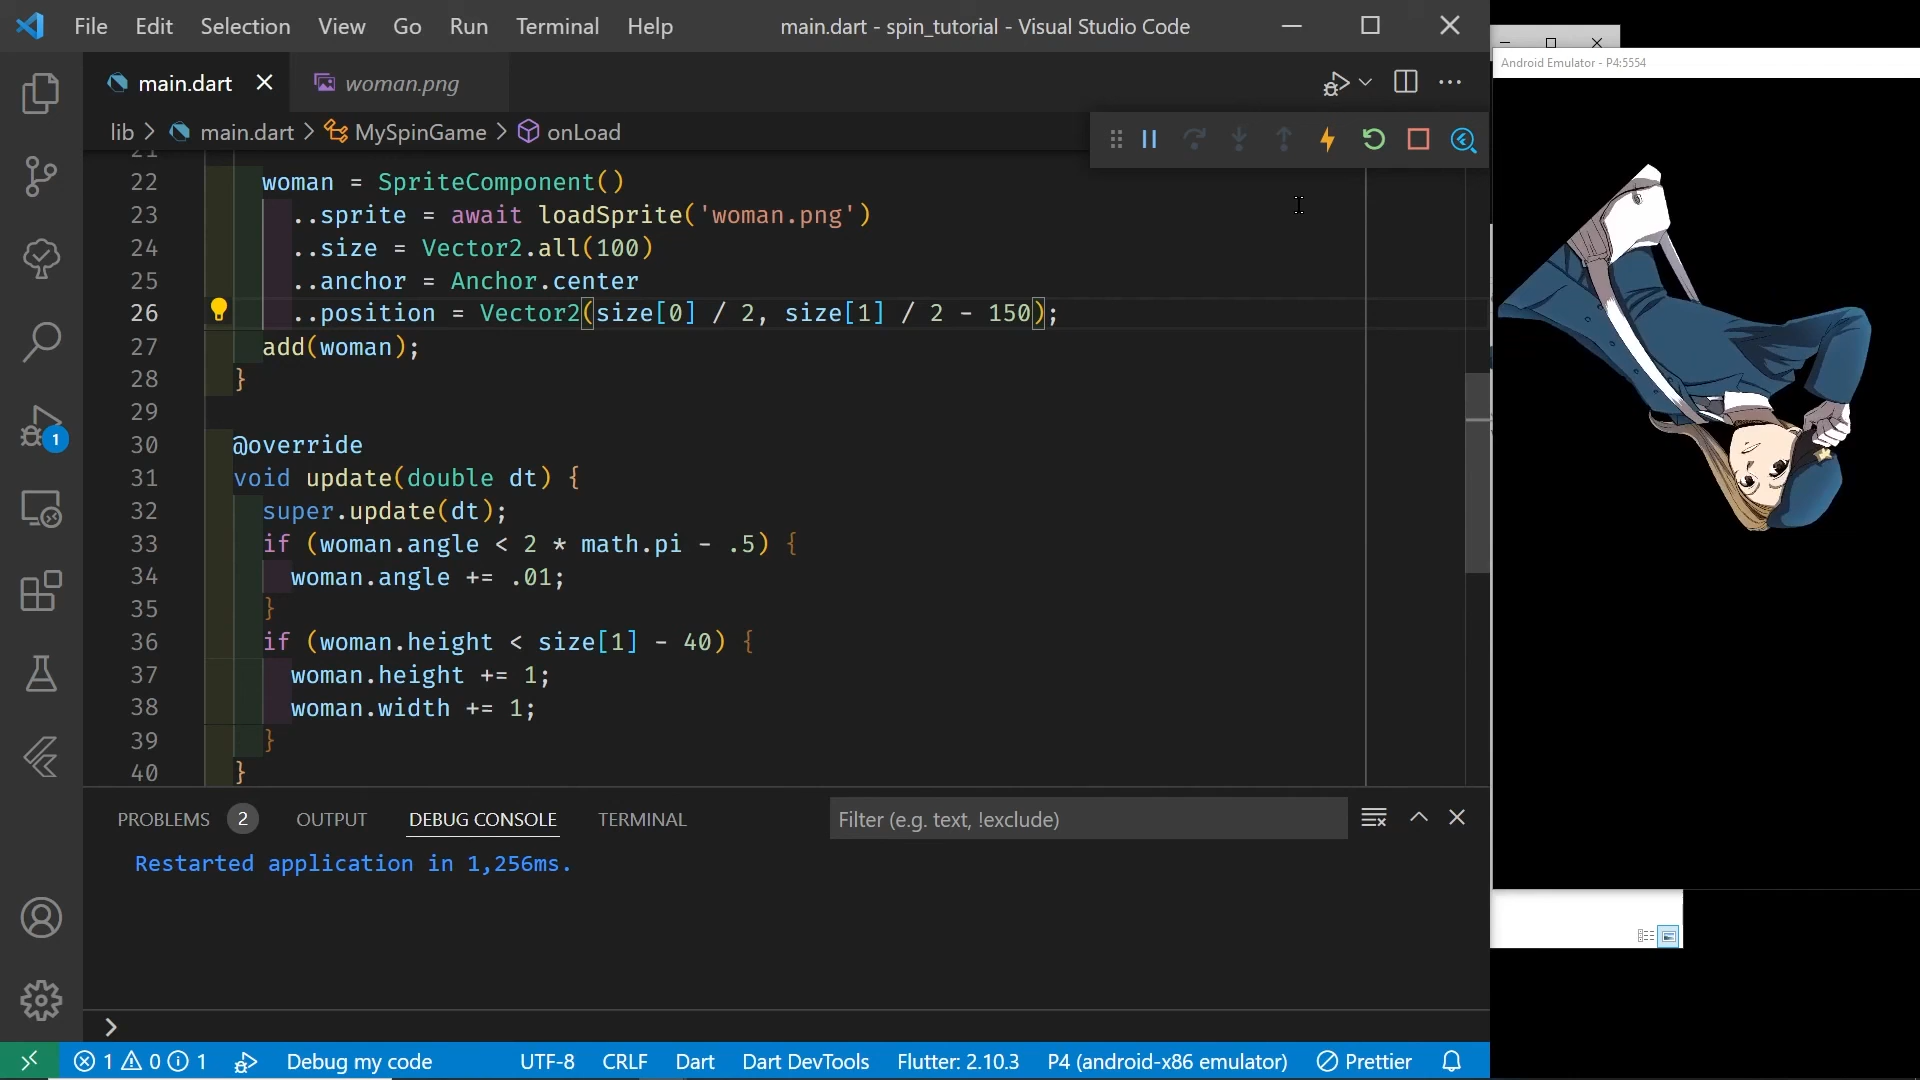 File Edit Selection View Go Run Terminal Help main.dart - spin_tutorial - Visual Studio Code
main.dart woman.png
Android Emulator - P4:5554
lib > main.dart > MySpinGame > onLoad
21
22 woman = SpriteComponent()
23 ..sprite = await loadSprite('woman.png')
24 ..size = Vector2.all(100)
25 ..anchor = Anchor.center
26 ..position = Vector2(size[0] / 2, size[1] / 2 - 150);
27 add(woman);
28 }
29
30 @override
31 void update(double dt) {
32 super.update(dt);
33 if (woman.angle < 2 * math.pi - .5) {
34 woman.angle += .01;
35 }
36 if (woman.height < size[1] - 40) {
37 woman.height += 1;
38 woman.width += 1;
39 }
40 }
1
PROBLEMS 2 OUTPUT DEBUG CONSOLE TERMINAL Filter (e.g. text, !exclude)
Restarted application in 1,256ms.
1 0 1 Debug my code UTF-8 CRLF Dart Dart DevTools Flutter: 2.10.3 P4 (android-x86 emulator) Prettier